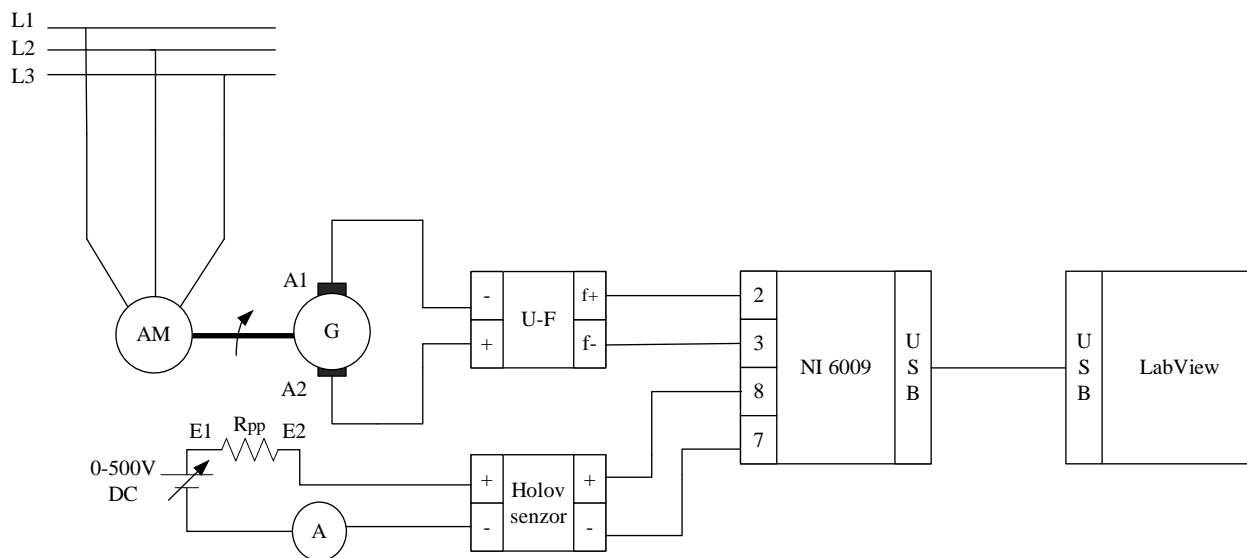 L1
L2
L3
AM
A1
G
A2
-
+
U-F
f+
f-
2
3
8
7
NI 6009
U
S
B
U
S
B
LabView
E1
Rpp
E2
0-500V
DC
A
+
-
Holov
senzor
+
-